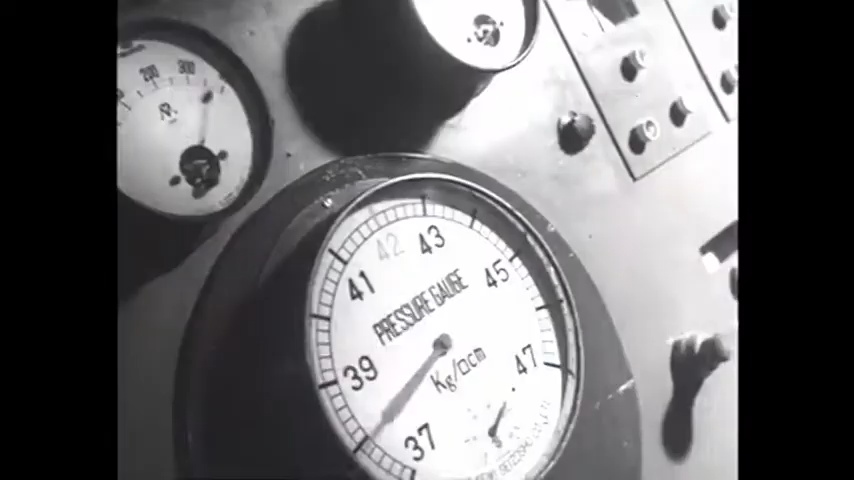 200 300
42 43
41 45
PRESSURE GAUGE
39 Kg/□cm 47
37